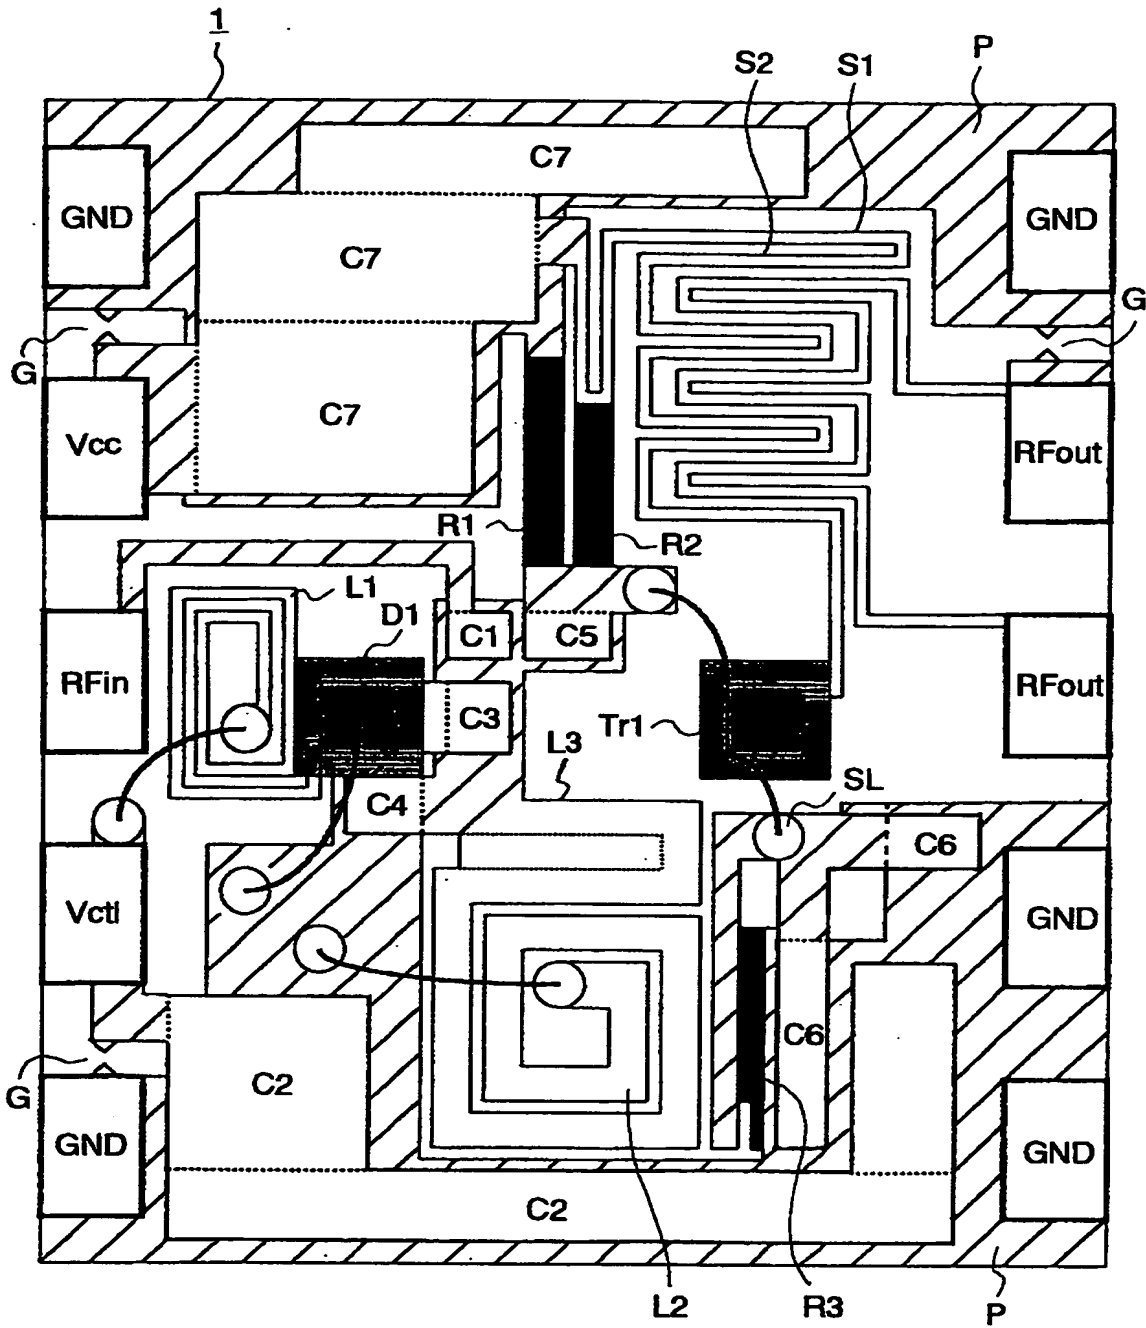 1
P
S2
S1
C7
GND
GND
C7
G
G
C7
Vcc
RFout
R1
R2
L1
D1
C1
C5
RFin
C3
Tr1
RFout
L3
SL
C4
C6
Vctl
GND
C6
G
C2
GND
GND
C2
L2
R3
P